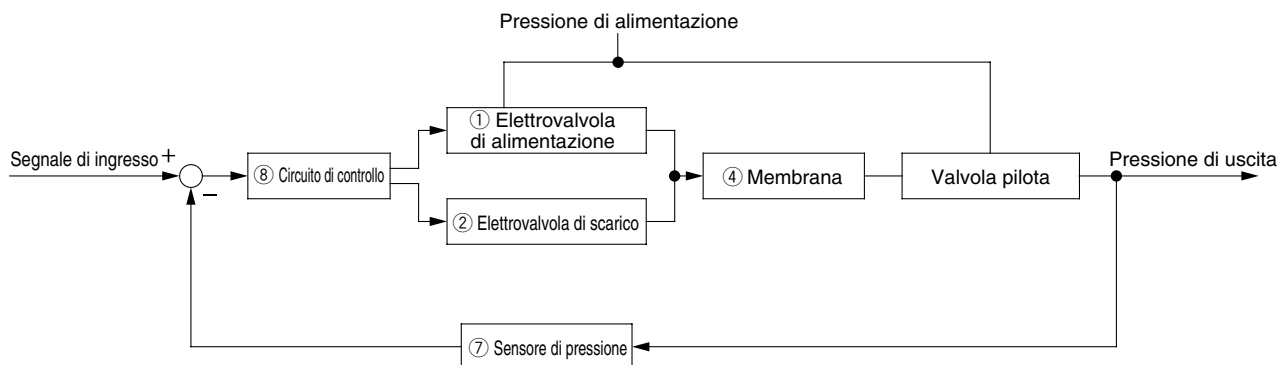 Pressione di alimentazione
① Elettrovalvola
di alimentazione
Segnale di ingresso
+
−
⑧ Circuito di controllo
④ Membrana
Valvola pilota
Pressione di uscita
② Elettrovalvola di scarico
⑦ Sensore di pressione